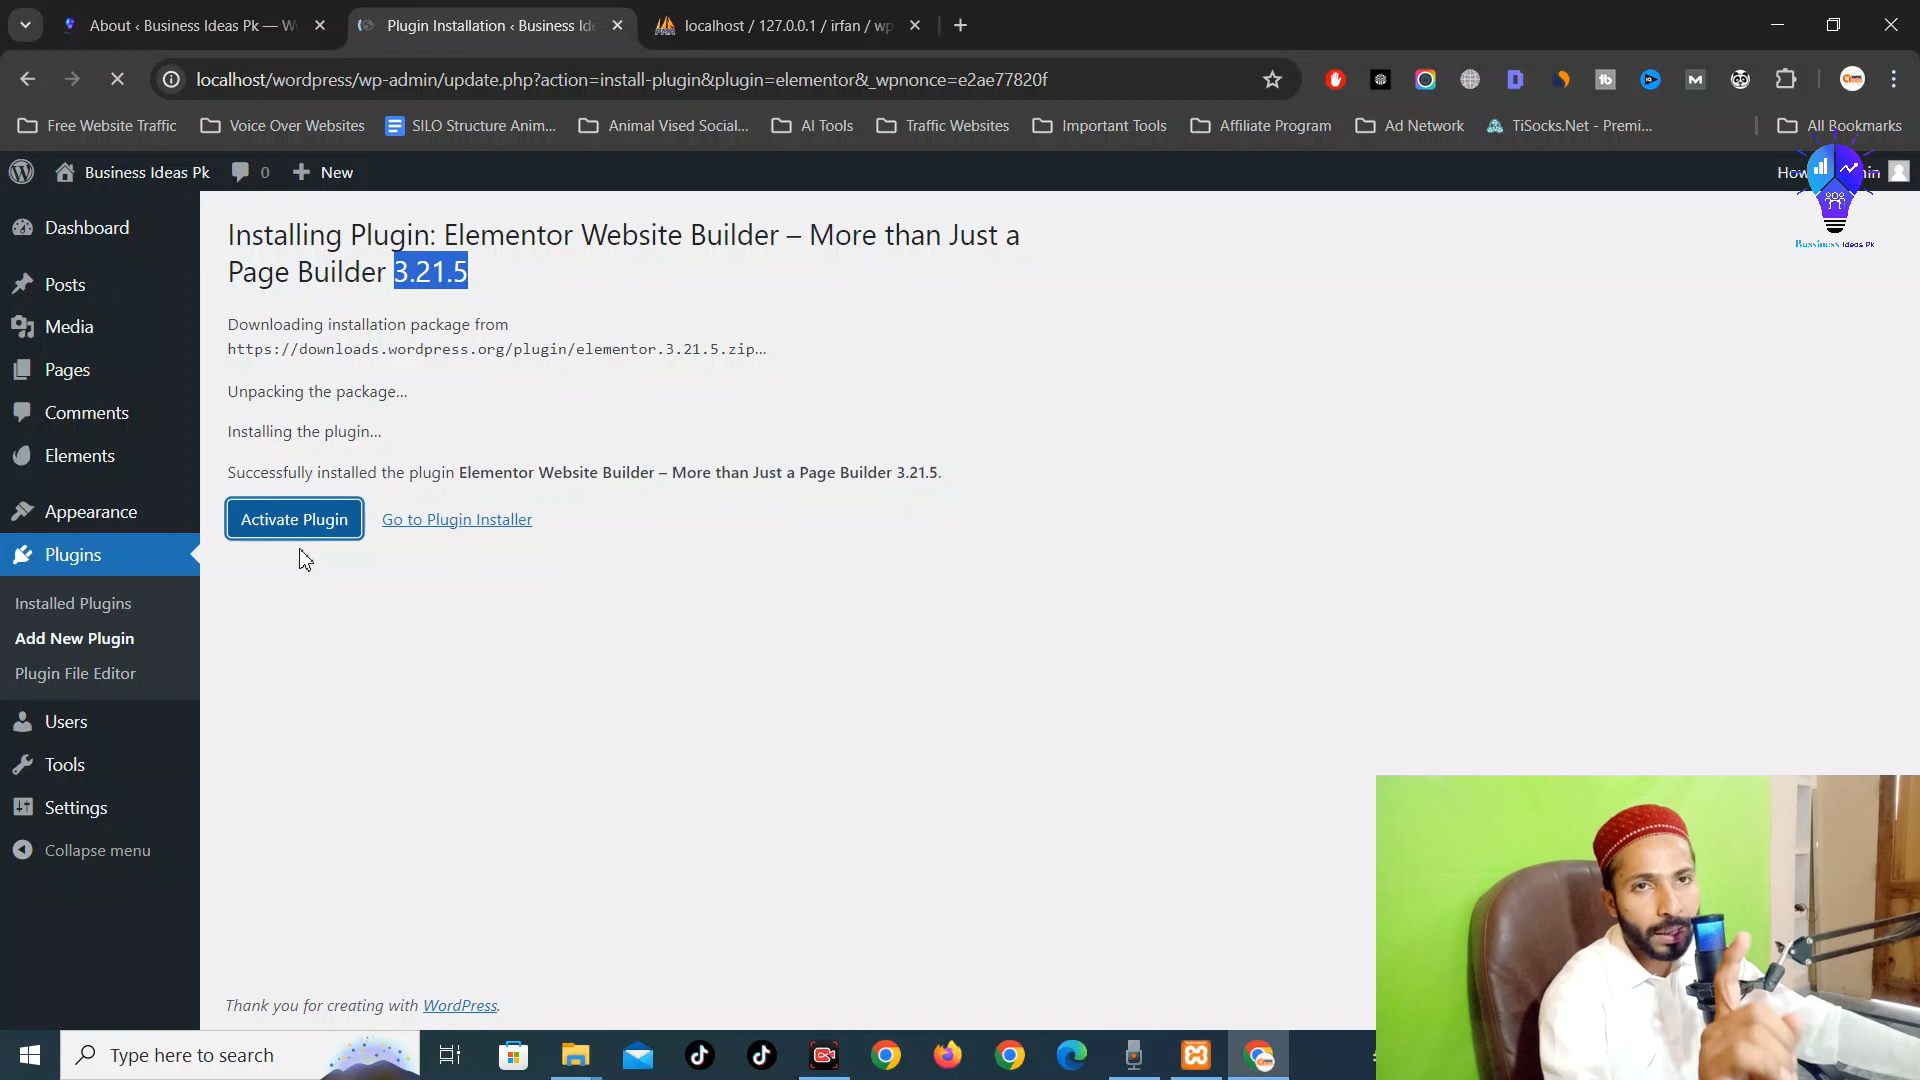 About ‹ Business Ideas Pk — W
Plugin Installation ‹ Business Id
localhost / 127.0.0.1 / irfan / wp
localhost/wordpress/wp-admin/update.php?action=install-plugin&plugin=elementor&_wpnonce=e2ae77820f
Free Website Traffic
Voice Over Websites
SILO Structure Anim...
Animal Vised Social...
AI Tools
Traffic Websites
Important Tools
Affiliate Program
Ad Network
TiSocks.Net - Premi...
All Bookmarks
Business Ideas Pk
0
New
Bussiness Ideas Pk
Dashboard
Posts
Media
Pages
Comments
Elements
Appearance
Plugins
Installed Plugins
Add New Plugin
Plugin File Editor
Users
Tools
Settings
Collapse menu
Installing Plugin: Elementor Website Builder – More than Just a
Page Builder 3.21.5
Downloading installation package from
https://downloads.wordpress.org/plugin/elementor.3.21.5.zip…
Unpacking the package…
Installing the plugin…
Successfully installed the plugin Elementor Website Builder – More than Just a Page Builder 3.21.5.
Activate Plugin
Go to Plugin Installer
Thank you for creating with WordPress.
Type here to search